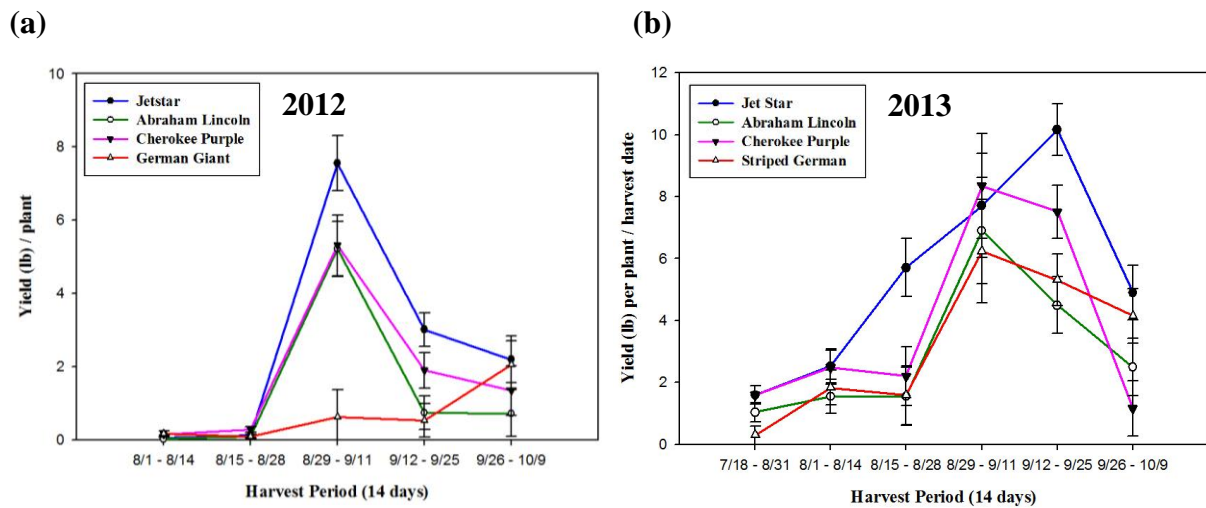 (a)
2012
Jetstar
Abraham Lincoln
Cherokee Purple
German Giant
Yield (lb) / plant
10
8
6
4
2
0
8/1 - 8/14 8/15 - 8/28 8/29 - 9/11 9/12 - 9/25 9/26 - 10/9
Harvest Period (14 days)
(b)
2013
Jet Star
Abraham Lincoln
Cherokee Purple
Striped German
Yield (lb) per plant / harvest date
12
10
8
6
4
2
0
7/18 - 8/31 8/1 - 8/14 8/15 - 8/28 8/29 - 9/11 9/12 - 9/25 9/26 - 10/9
Harvest Period (14 days)